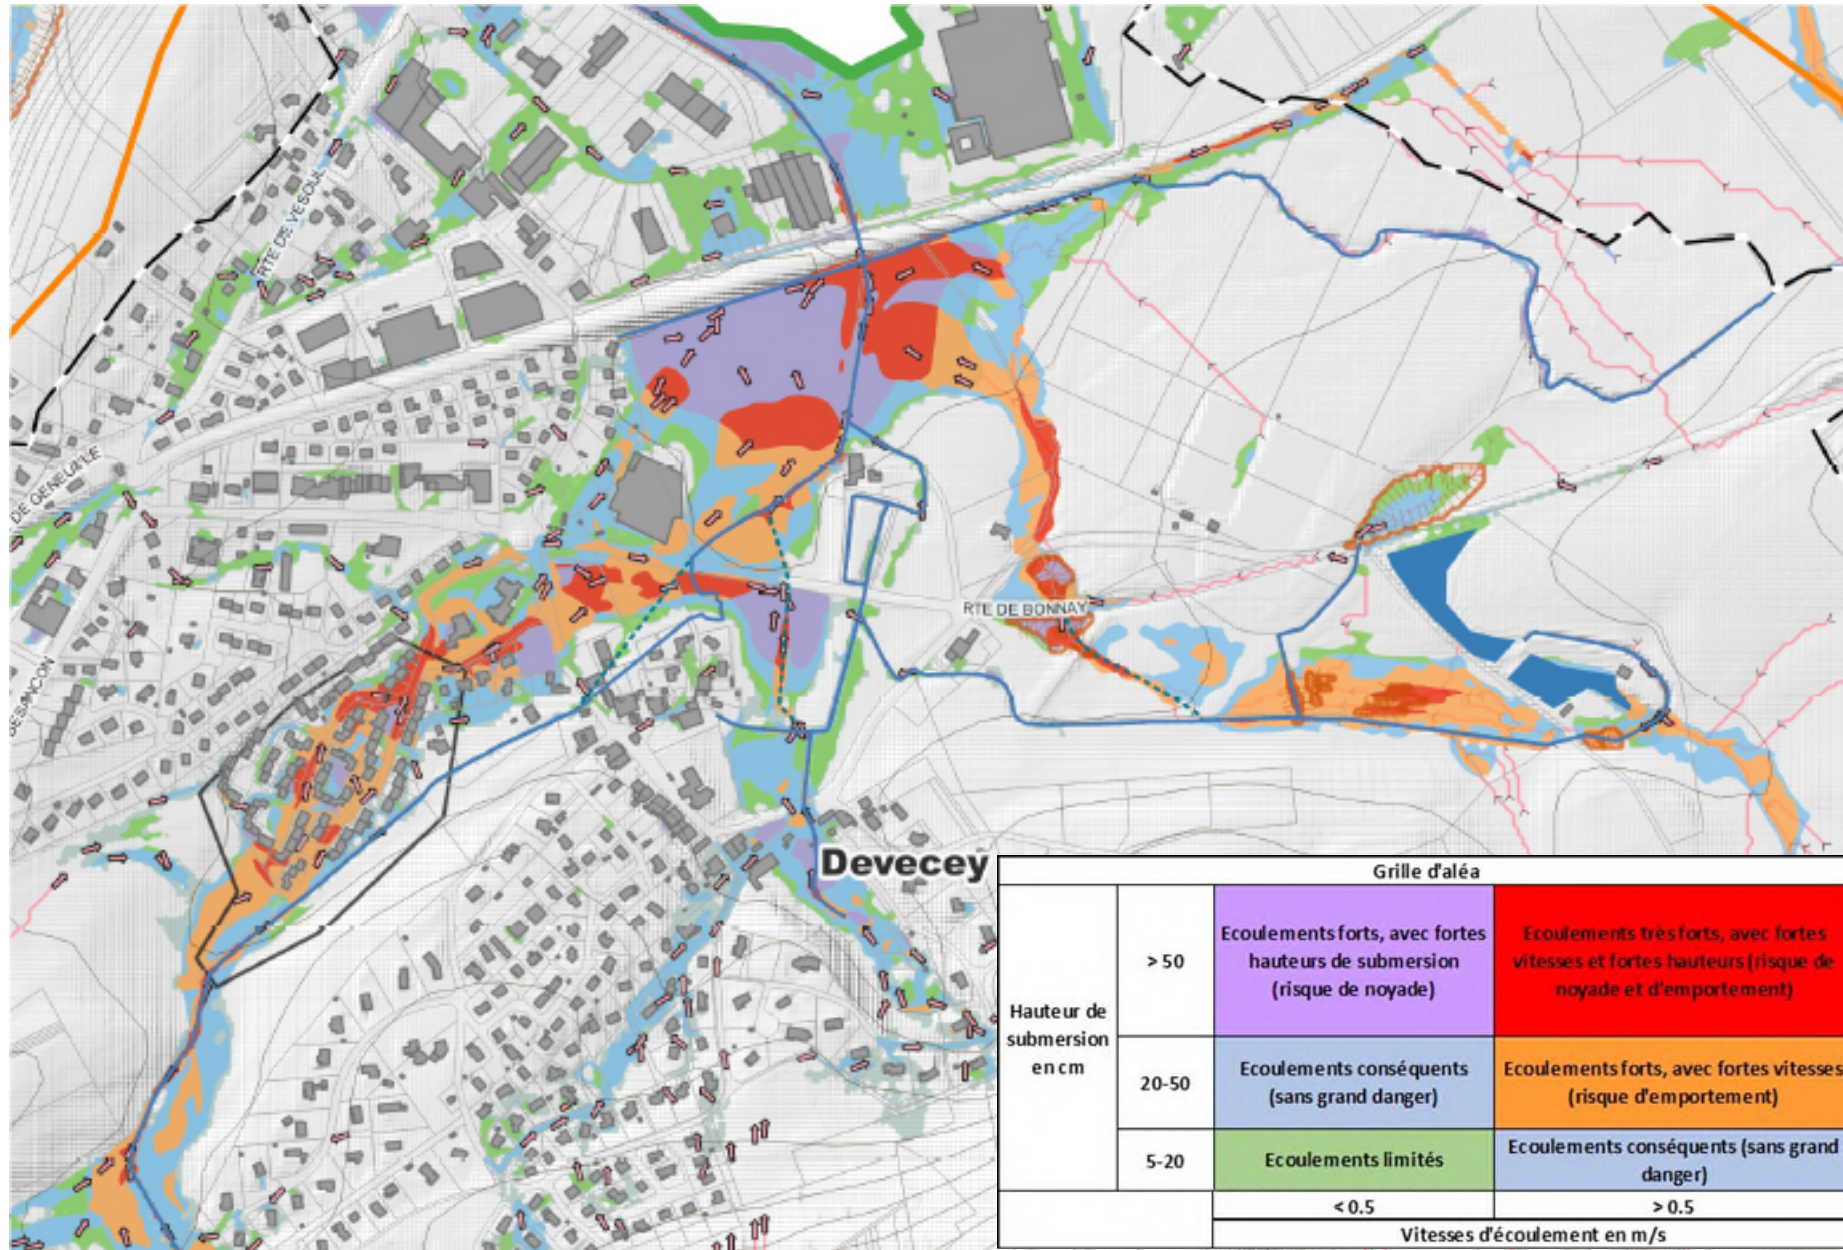 RTE DE VESOUL
DE GENEUILLE
RTE DE BONNAY
BESANCON
Devecey
Grille d'aléa
Hauteur de
submersion
en cm
> 50
Ecoulements forts, avec fortes
hauteurs de submersion
(risque de noyade)
Ecoulements très forts, avec fortes
vitesses et fortes hauteurs (risque de
noyade et d'emportement)
20-50
Ecoulements conséquents
(sans grand danger)
Ecoulements forts, avec fortes vitesses
(risque d'emportement)
5-20
Ecoulements limités
Ecoulements conséquents (sans grand
danger)
< 0.5
> 0.5
Vitesses d'écoulement en m/s